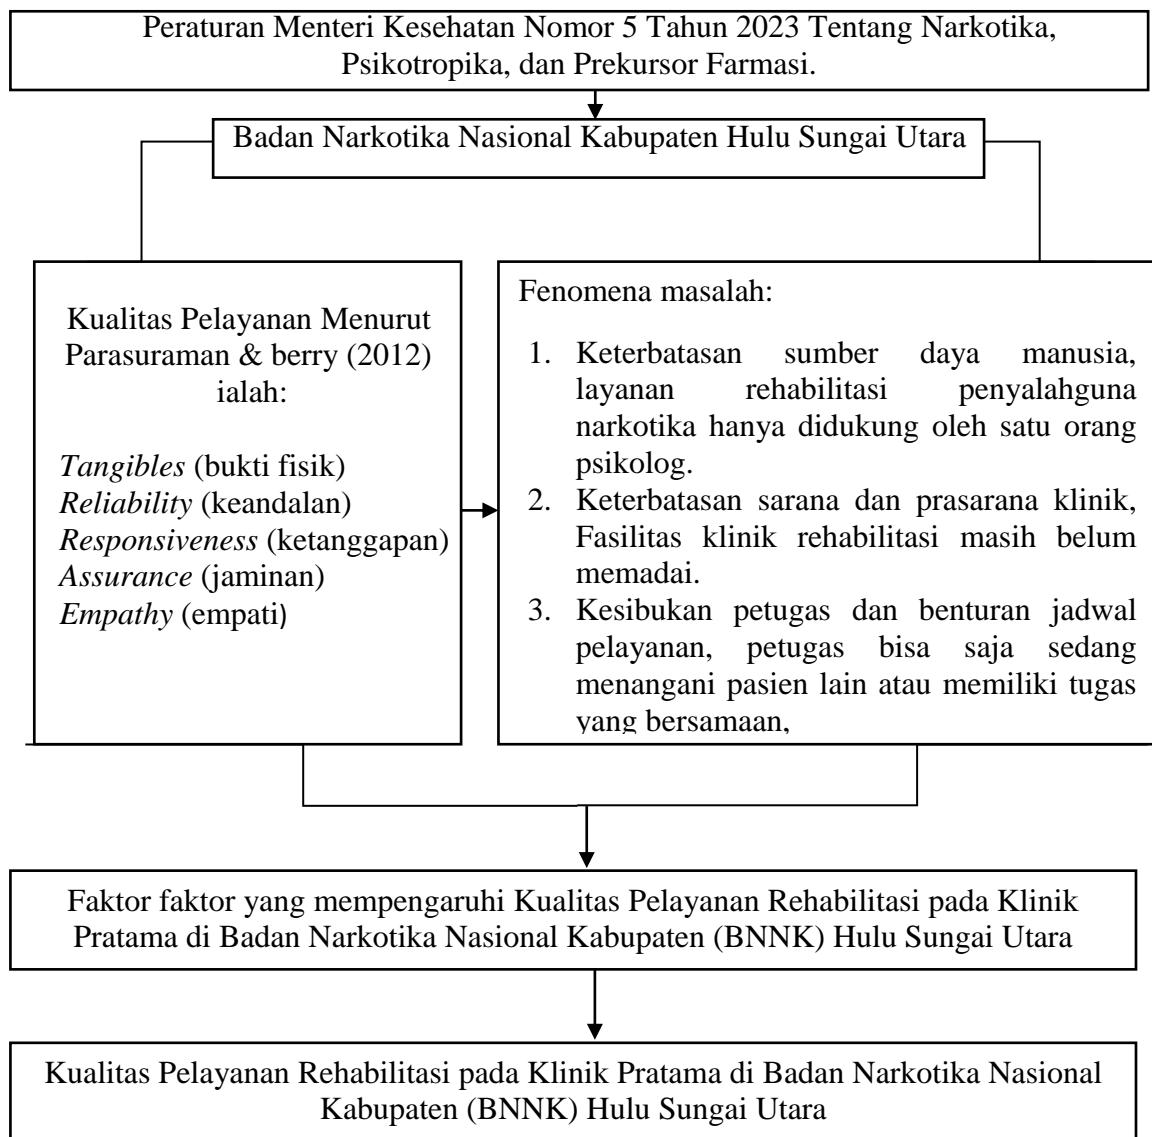 Peraturan Menteri Kesehatan Nomor 5 Tahun 2023 Tentang Narkotika,
Psikotropika, dan Prekursor Farmasi.
Badan Narkotika Nasional Kabupaten Hulu Sungai Utara
Kualitas Pelayanan Menurut
Parasuraman & berry (2012)
ialah:
Tangibles (bukti fisik)
Reliability (keandalan)
Responsiveness (ketanggapan)
Assurance (jaminan)
Empathy (empati)
Fenomena masalah:
1. Keterbatasan sumber daya manusia,
layanan rehabilitasi penyalahguna
narkotika hanya didukung oleh satu orang
psikolog.
2. Keterbatasan sarana dan prasarana klinik,
Fasilitas klinik rehabilitasi masih belum
memadai.
3. Kesibukan petugas dan benturan jadwal
pelayanan, petugas bisa saja sedang
menangani pasien lain atau memiliki tugas
yang bersamaan,
Faktor faktor yang mempengaruhi Kualitas Pelayanan Rehabilitasi pada Klinik
Pratama di Badan Narkotika Nasional Kabupaten (BNNK) Hulu Sungai Utara
Kualitas Pelayanan Rehabilitasi pada Klinik Pratama di Badan Narkotika Nasional
Kabupaten (BNNK) Hulu Sungai Utara